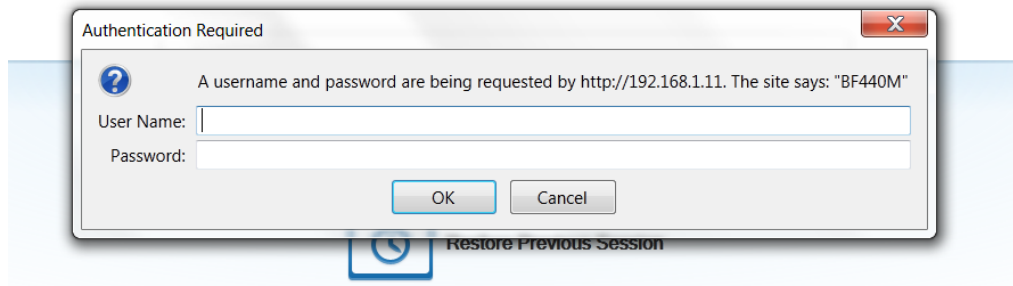 Authentication Required
A username and password are being requested by http://192.168.1.11. The site says: "BF440M"
User Name:
Password:
OK Cancel
Restore Previous Session